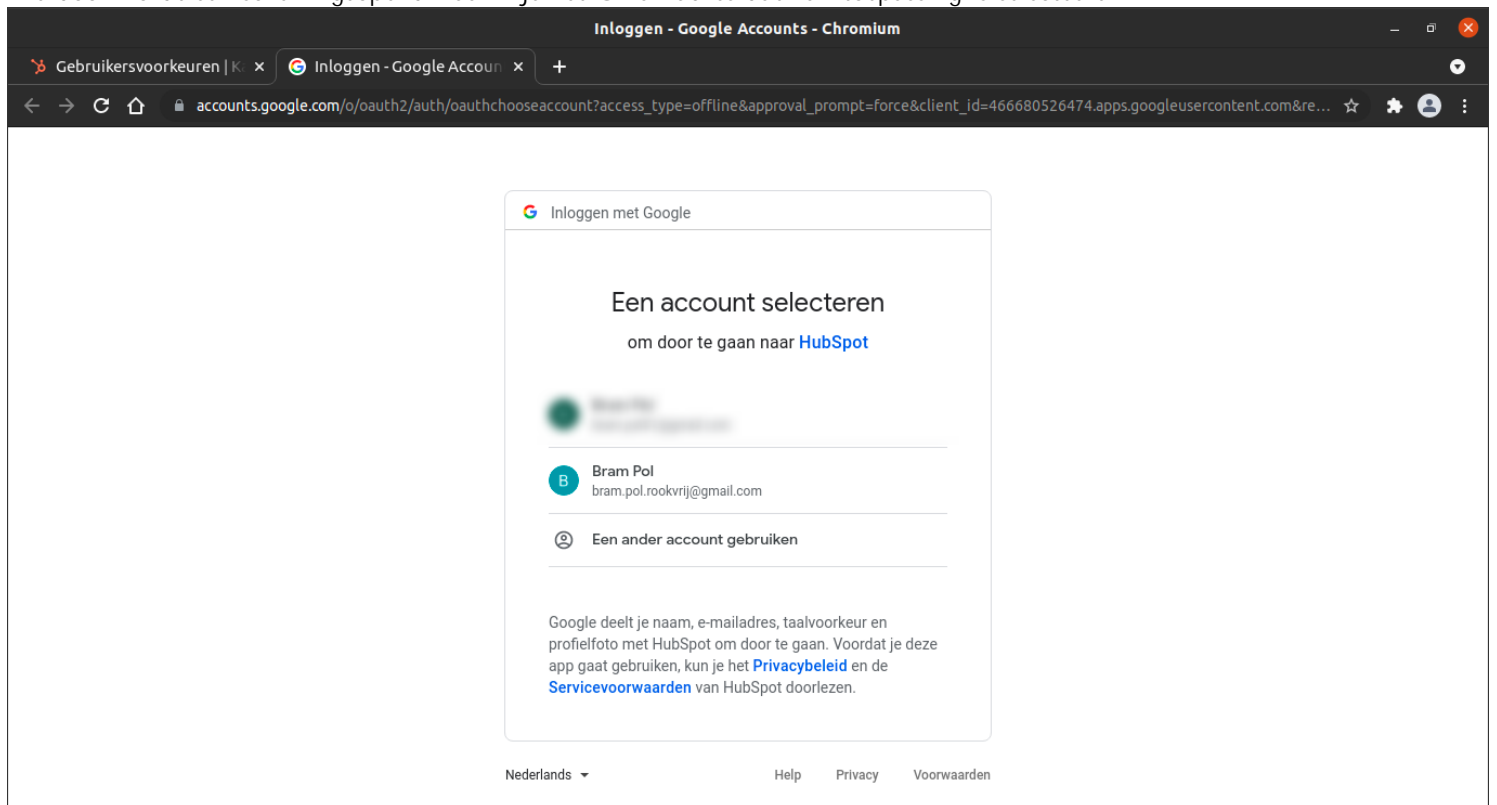 Inloggen - Google Accounts - Chromium
Gebruikersvoorkeuren | Ka
Inloggen - Google Accoun
accounts.google.com/o/oauth2/auth/oauthchooseaccount?access_type=offline&approval_prompt=force&client_id=466680526474.apps.googleusercontent.com&re...
G Inloggen met Google
Een account selecteren
om door te gaan naar HubSpot
B
Bram Pol
bram.pol.rookvrij@gmail.com
Een ander account gebruiken
Google deelt je naam, e-mailadres, taalvoorkeur en
profielfoto met HubSpot om door te gaan. Voordat je deze
app gaat gebruiken, kun je het Privacybeleid en de
Servicevoorwaarden van HubSpot doorlezen.
Nederlands
Help Privacy Voorwaarden